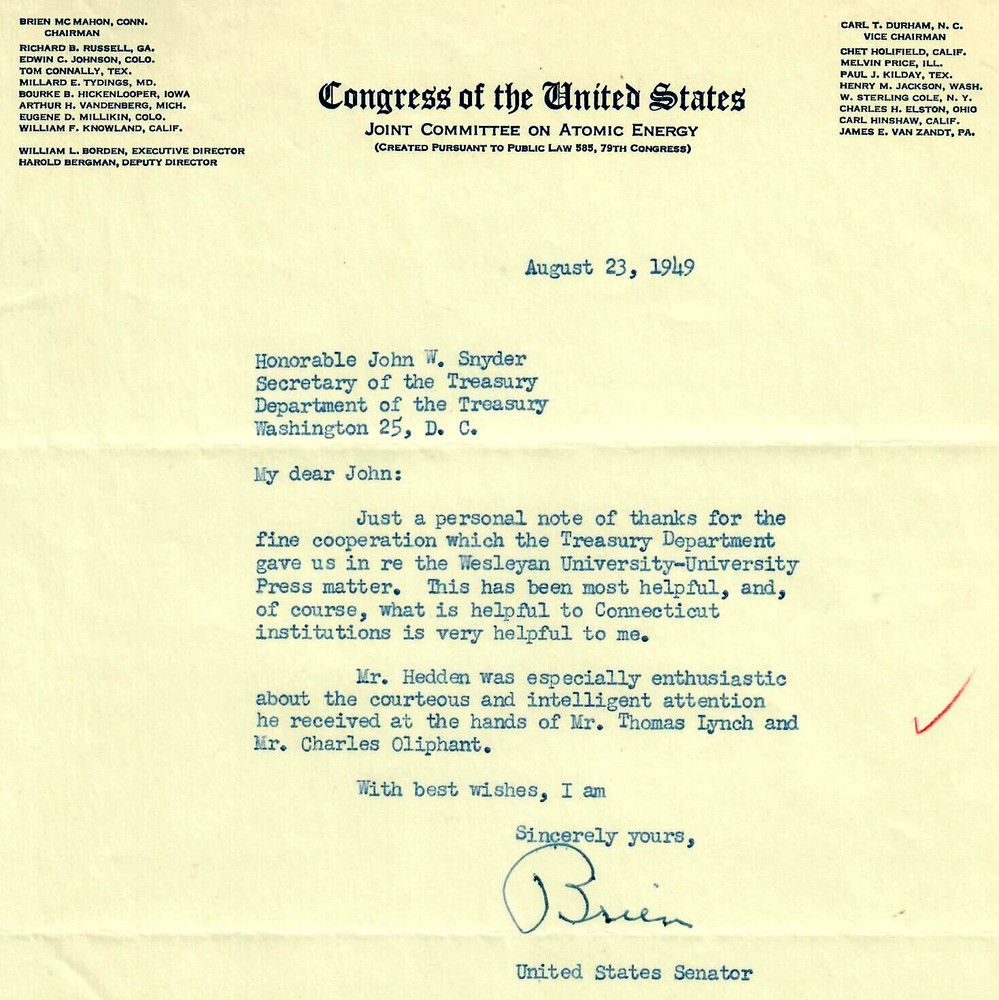 BRIEN MC MAHON, CONN.
CHAIRMAN
RICHARD B. RUSSELL, GA.
EDWIN C. JOHNSON, COLO.
TOM CONNALLY, TEX.
MILLARD E. TYDINGS, MD.
BOURKE B. HICKENLOOPER, IOWA
ARTHUR H. VANDENBERG, MICH.
EUGENE D. MILLIKIN, COLO.
WILLIAM F. KNOWLAND, CALIF.
WILLIAM L. BORDEN, EXECUTIVE DIRECTOR
HAROLD BERGMAN, DEPUTY DIRECTOR
Congress of the United States
JOINT COMMITTEE ON ATOMIC ENERGY
(CREATED PURSUANT TO PUBLIC LAW 585, 79TH CONGRESS)
CARL T. DURHAM, N. C.
VICE CHAIRMAN
CHET HOLIFIELD, CALIF.
MELVIN PRICE, ILL.
PAUL J. KILDAY, TEX.
HENRY M. JACKSON, WASH.
W. STERLING COLE, N. Y.
CHARLES H. ELSTON, OHIO
CARL HINSHAW, CALIF.
JAMES E. VAN ZANDT, PA.
August 23, 1949
Honorable John W. Snyder
Secretary of the Treasury
Department of the Treasury
Washington 25, D. C.
My dear John:
Just a personal note of thanks for the
fine cooperation which the Treasury Department
gave us in re the Wesleyan University-University
Press matter. This has been most helpful, and,
of course, what is helpful to Connecticut
institutions is very helpful to me.
Mr. Hedden was especially enthusiastic
about the courteous and intelligent attention
he received at the hands of Mr. Thomas Lynch and
Mr. Charles Oliphant.
With best wishes, I am
Sincerely yours,
Brien
United States Senator